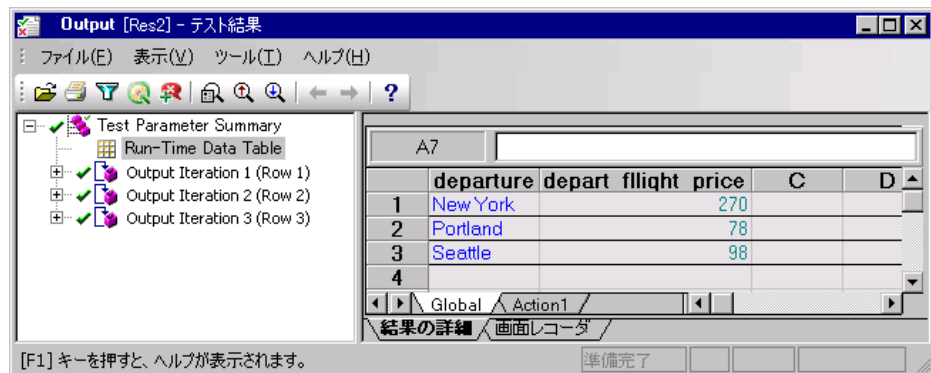 Output [Res2] - テスト結果
ファイル(F) 表示(V) ツール(T) ヘルプ(H)
Test Parameter Summary
Run-Time Data Table
Output Iteration 1 (Row 1)
Output Iteration 2 (Row 2)
Output Iteration 3 (Row 3)
A7
departure depart_fllight_price C D
1 New York 270
2 Portland 78
3 Seattle 98
4
Global Action1
結果の詳細 画面レコーダ
[F1] キーを押すと、ヘルプが表示されます。 準備完了